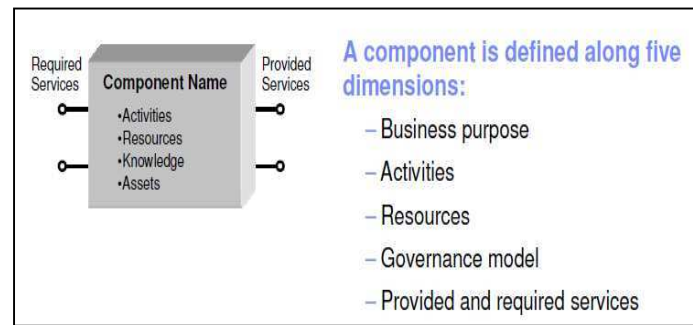 Required
Services
Component Name
•Activities
•Resources
•Knowledge
•Assets
Provided
Services
A component is defined along five
dimensions:
– Business purpose
– Activities
– Resources
– Governance model
– Provided and required services